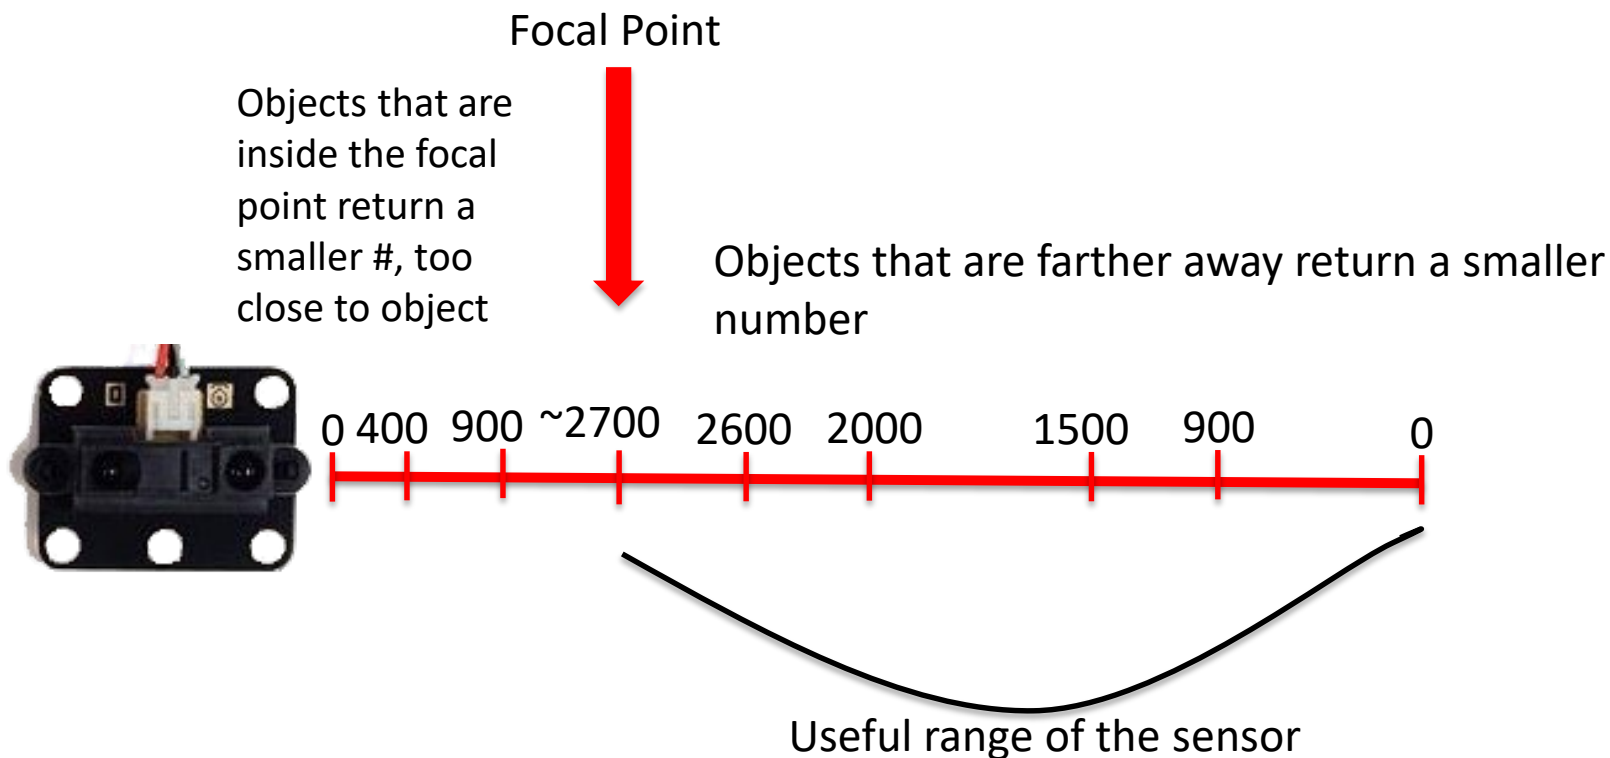 Focal Point
Objects that are
inside the focal
point return a
smaller #, too
close to object
Objects that are farther away return a smaller
number
0 400 900 ~2700 2600 2000 1500 900 0
Useful range of the sensor